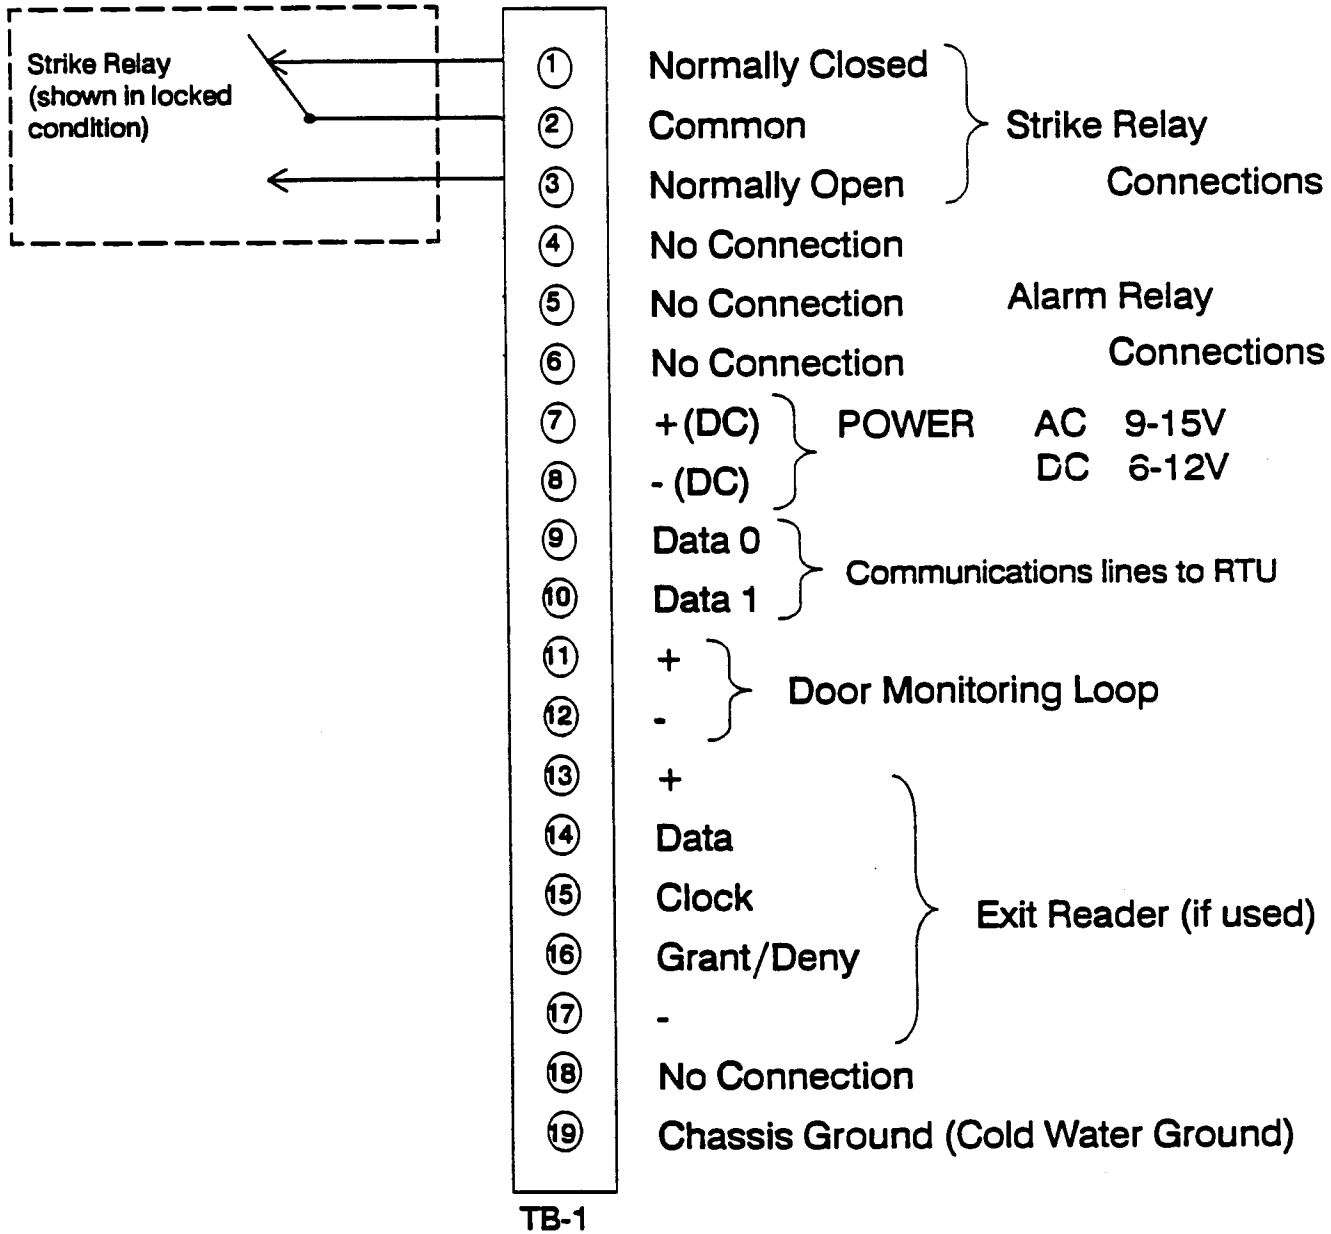 Strike Relay
(shown in locked
condition)
1 Normally Closed
2 Common
3 Normally Open
Strike Relay
Connections
4 No Connection
5 No Connection
6 No Connection
Alarm Relay
Connections
7 + (DC)
8 - (DC)
POWER AC 9-15V
DC 6-12V
9 Data 0
10 Data 1
Communications lines to RTU
11 +
12 -
Door Monitoring Loop
13 +
14 Data
15 Clock
16 Grant/Deny
17 -
Exit Reader (if used)
18 No Connection
19 Chassis Ground (Cold Water Ground)
TB-1